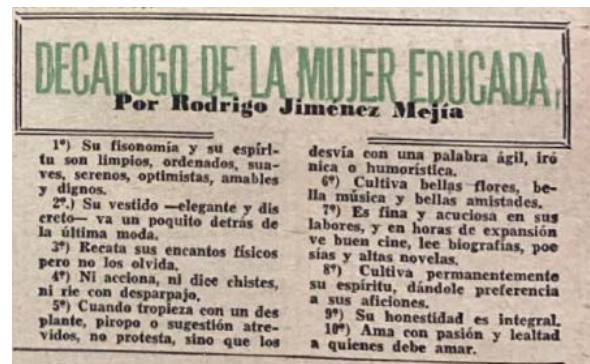 DECALOGO DE LA MUJER EDUCADA
Por Rodrigo Jiménez Mejía
1º) Su fisonomía y su espíri-
tu son limpios, ordenados, sua-
ves, serenos, optimistas, amables
y dignos.
2º.) Su vestido —elegante y dis
creto— va un poquito detrás de
la última moda.
3º) Recata sus encantos físicos
pero no los olvida.
4º) Ni acciona, ni dice chistes,
ni rie con desparpajo.
5º) Cuando tropieza con un des
plante, piropo o sugestión atre-
vidos, no protesta, sino que los
desvía con una palabra ágil, iró
nica o humorística.
6º) Cultiva bellas flores, be-
lla música y bellas amistades.
7º) Es fina y acuciosa en sus
labores, y en horas de expansión
ve buen cine, lee biografías, poe
sías y altas novelas.
8º) Cultiva permanentemente
su espíritu, dándole preferencia
a sus aficiones.
9º) Su honestidad es integral.
10º) Ama con pasión y lealtad
a quienes debe amar.